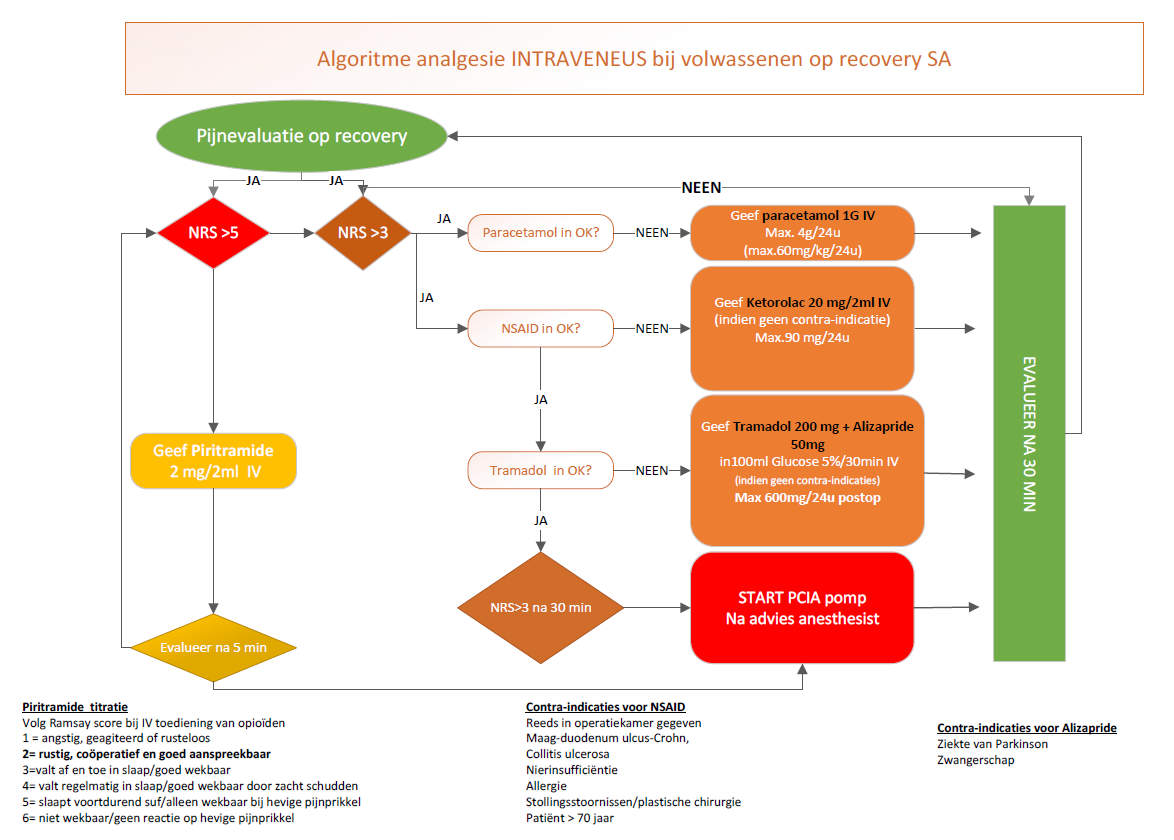 Algoritme analgesie INTRAVENEUS bij volwassenen op recovery SA
Pijnevaluatie op recovery
JA
JA
NEEN
NRS >5
NRS >3
JA
Paracetamol in OK?
NEEN
Geef paracetamol 1G IV
Max. 4g/24u
(max.60mg/kg/24u)
JA
NSAID in OK?
NEEN
Geef Ketorolac 20 mg/2ml IV
(indien geen contra-indicatie)
Max.90 mg/24u
EVALUEER NA 30 MIN
JA
Geef Piritramide
2 mg/2ml IV
Tramadol in OK?
NEEN
Geef Tramadol 200 mg + Alizapride
50mg
in100ml Glucose 5%/30min IV
(indien geen contra-indicaties)
Max 600mg/24u postop
JA
NRS>3 na 30 min
START PCIA pomp
Na advies anesthesist
Evalueer na 5 min
Piritramide titratie
Volg Ramsay score bij IV toediening van opioïden
1 = angstig, geagiteerd of rusteloos
2= rustig, coöperatief en goed aanspreekbaar
3=valt af en toe in slaap/goed wekbaar
4= valt regelmatig in slaap/goed wekbaar door zacht schudden
5= slaapt voortdurend suf/alleen wekbaar bij hevige pijnprikkel
6= niet wekbaar/geen reactie op hevige pijnprikkel
Contra-indicaties voor NSAID
Reeds in operatiekamer gegeven
Maag-duodenum ulcus-Crohn,
Collitis ulcerosa
Nierinsufficiëntie
Allergie
Stollingsstoornissen/plastische chirurgie
Patiënt > 70 jaar
Contra-indicaties voor Alizapride
Ziekte van Parkinson
Zwangerschap